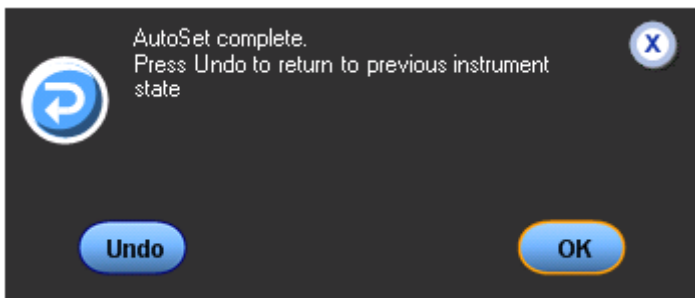 AutoSet complete.
Press Undo to return to previous instrument
state
X
Undo
OK